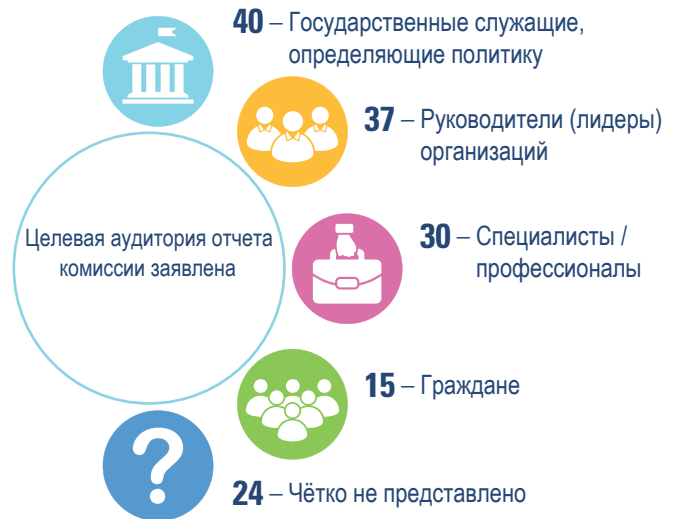 40 – Государственные служащие,
определяющие политику
37 – Руководители (лидеры)
организаций
Целевая аудитория отчета
комиссии заявлена
30 – Специалисты /
профессионалы
15 – Граждане
24 – Чётко не представлено